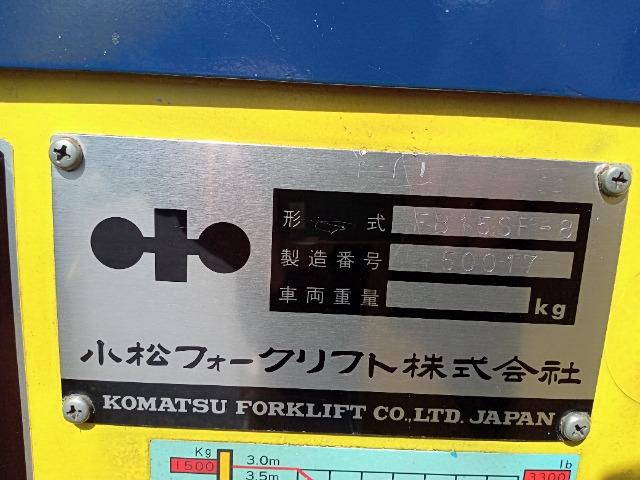 形 式 FB15SF-8
製造番号 50017
車両重量 kg
小松フォークリフト株式会社
KOMATSU FORKLIFT CO.,LTD. JAPAN
Kg lb
1500 3.0m 3300
3.5m